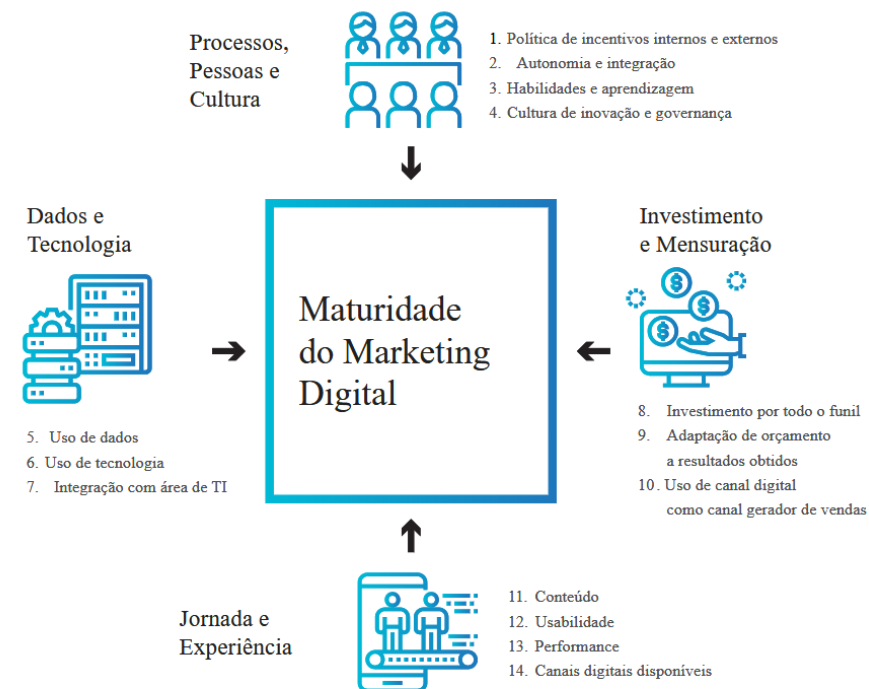 Processos,
Pessoas e
Cultura
1. Política de incentivos internos e externos
2. Autonomia e integração
3. Habilidades e aprendizagem
4. Cultura de inovação e governança
Dados e
Tecnologia
5. Uso de dados
6. Uso de tecnologia
7. Integração com área de TI
Maturidade
do Marketing
Digital
Investimento
e Mensuração
8. Investimento por todo o funil
9. Adaptação de orçamento
a resultados obtidos
10. Uso de canal digital
como canal gerador de vendas
Jornada e
Experiência
11. Conteúdo
12. Usabilidade
13. Performance
14. Canais digitais disponíveis